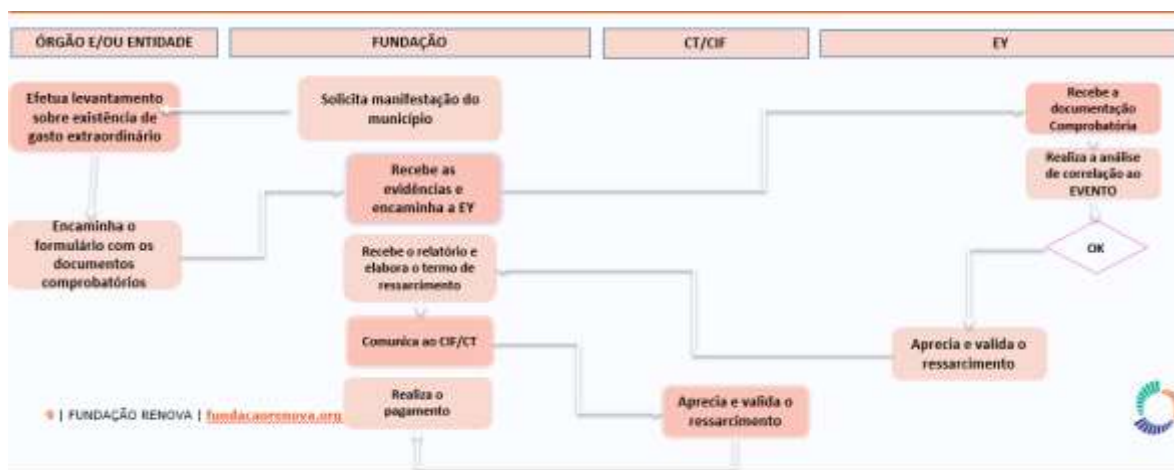 ÓRGÃO E/OU ENTIDADE
FUNDAÇÃO
CT/CIF
EY
Efetua levantamento
sobre existência de
gasto extraordinário
Solicita manifestação do
município
Recebe a
documentação
Comprobatória
Recebe as
evidências e
encaminha a EY
Realiza a análise
de correlação ao
EVENTO
Encaminha o
formulário com os
documentos
comprobatórios
Recebe o relatório e
elabora o termo de
ressarcimento
OK
Comunica ao CIF/CT
Aprecia e valida o
ressarcimento
Realiza o
pagamento
Aprecia e valida o
ressarcimento
9 | FUNDAÇÃO RENOVA | fundacaorenova.org